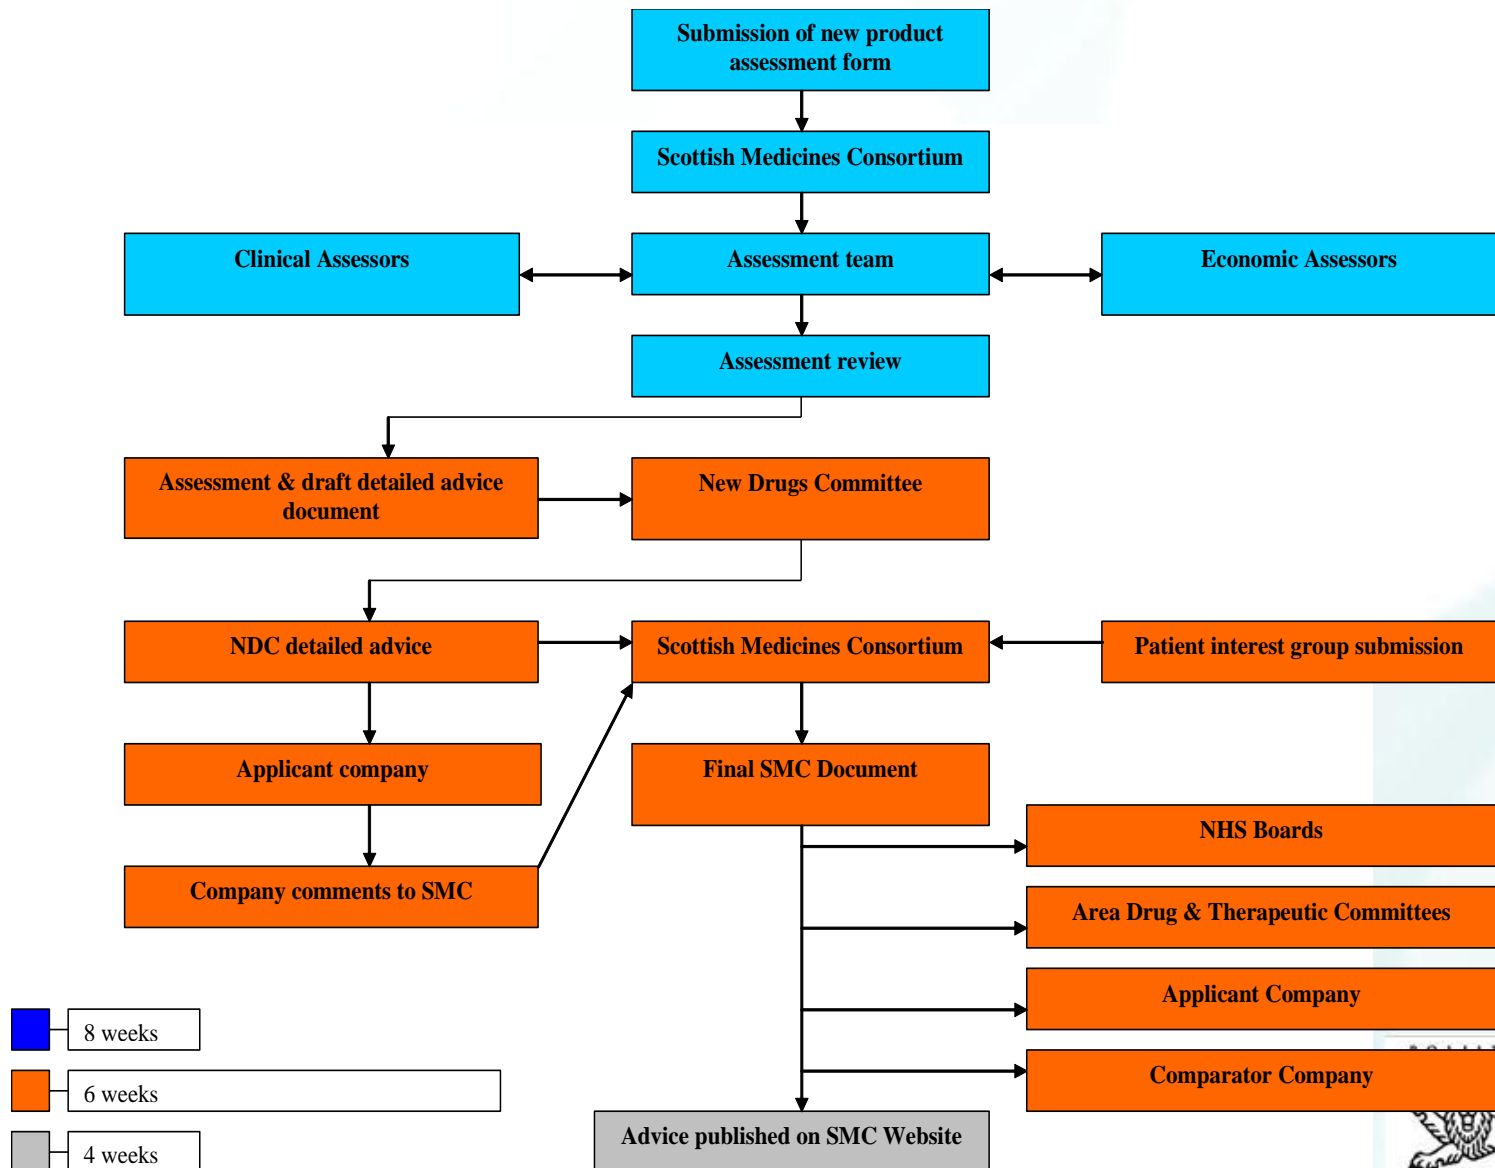 Submission of new product
assessment form
Scottish Medicines Consortium
Clinical Assessors
Assessment team
Economic Assessors
Assessment review
Assessment & draft detailed advice
document
New Drugs Committee
NDC detailed advice
Scottish Medicines Consortium
Patient interest group submission
Applicant company
Final SMC Document
NHS Boards
Company comments to SMC
Area Drug & Therapeutic Committees
Applicant Company
8 weeks
Comparator Company
6 weeks
Advice published on SMC Website
4 weeks